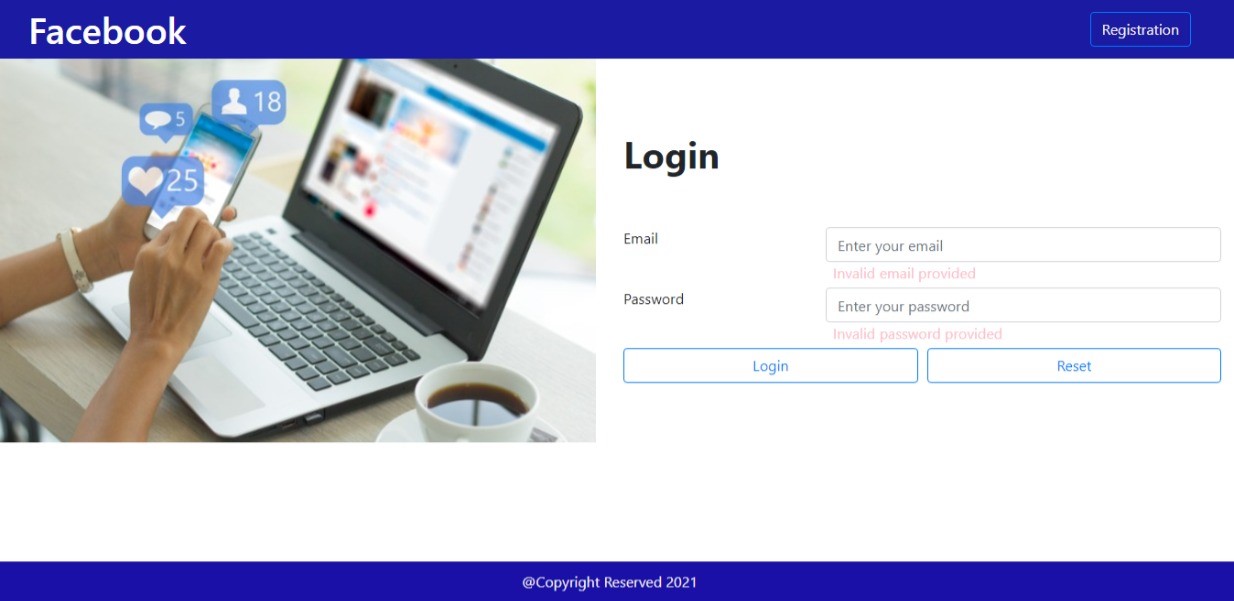 Facebook
Registration
5
18
25
Login
Email
Enter your email
Invalid email provided
Password
Enter your password
Invalid password provided
Login
Reset
@Copyright Reserved 2021